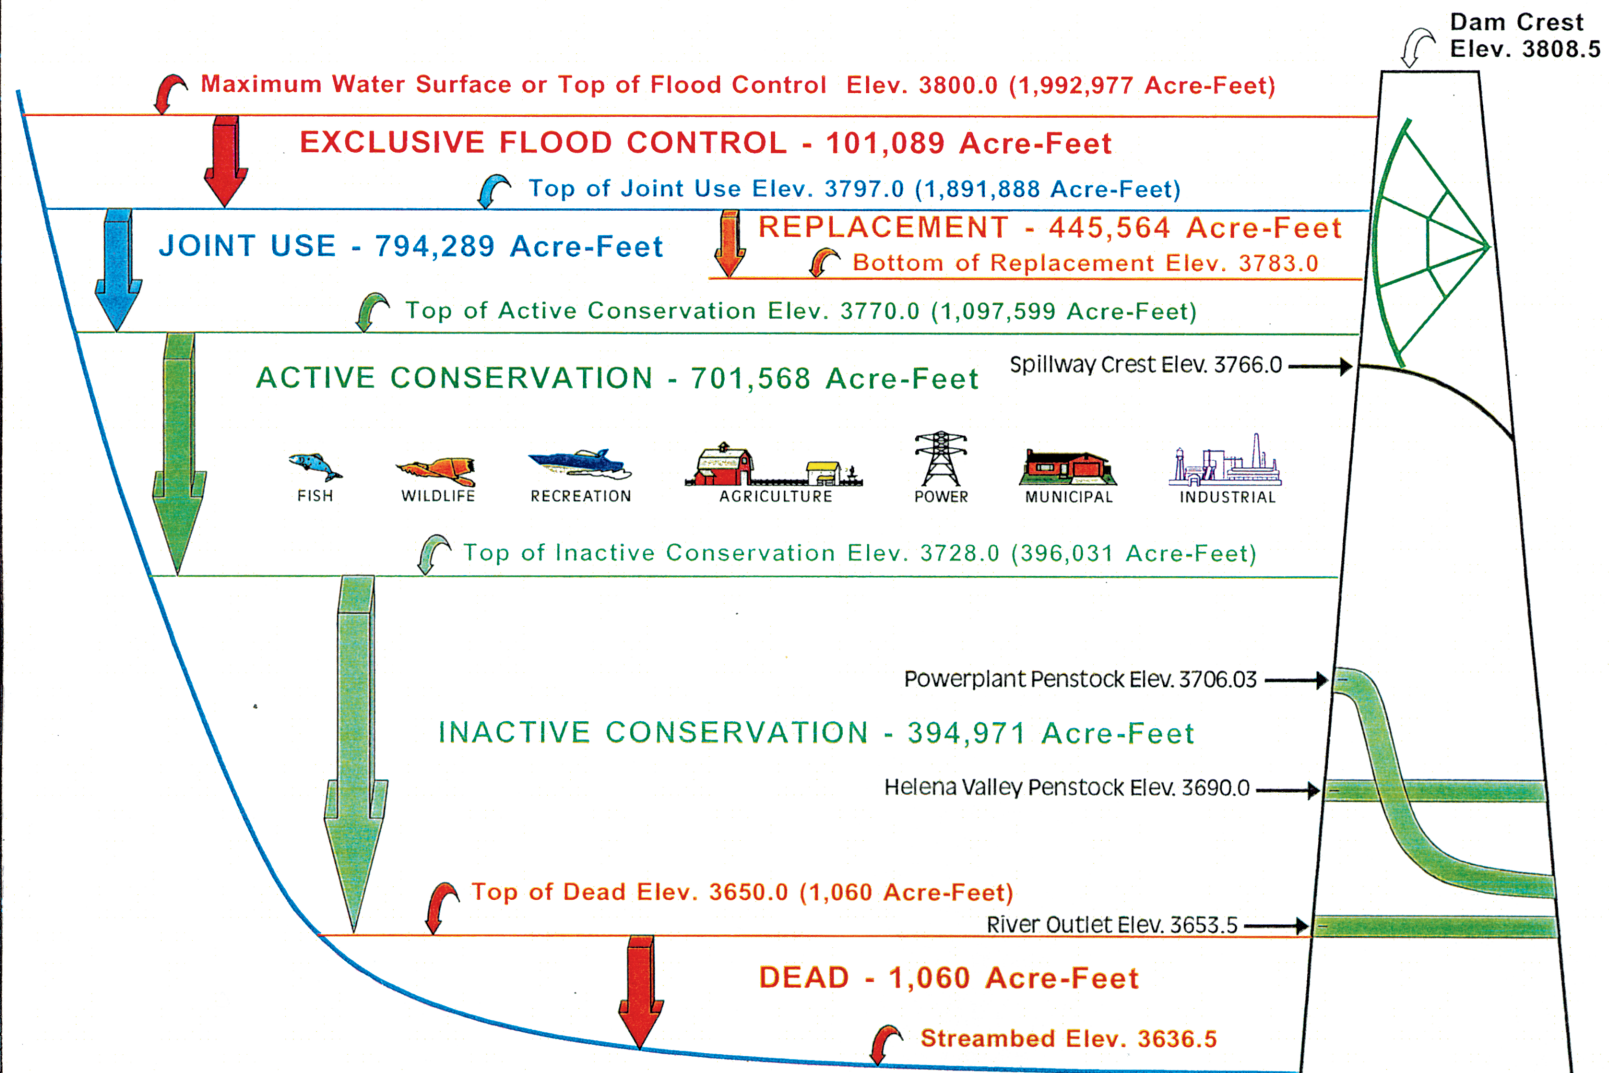 Dam Crest
Elev. 3808.5
Maximum Water Surface or Top of Flood Control Elev. 3800.0 (1,992,977 Acre-Feet)
EXCLUSIVE FLOOD CONTROL - 101,089 Acre-Feet
Top of Joint Use Elev. 3797.0 (1,891,888 Acre-Feet)
JOINT USE - 794,289 Acre-Feet
REPLACEMENT - 445,564 Acre-Feet
Bottom of Replacement Elev. 3783.0
Top of Active Conservation Elev. 3770.0 (1,097,599 Acre-Feet)
Spillway Crest Elev. 3766.0
ACTIVE CONSERVATION - 701,568 Acre-Feet
FISH WILDLIFE RECREATION AGRICULTURE POWER MUNICIPAL INDUSTRIAL
Top of Inactive Conservation Elev. 3728.0 (396,031 Acre-Feet)
Powerplant Penstock Elev. 3706.03
INACTIVE CONSERVATION - 394,971 Acre-Feet
Helena Valley Penstock Elev. 3690.0
Top of Dead Elev. 3650.0 (1,060 Acre-Feet)
River Outlet Elev. 3653.5
DEAD - 1,060 Acre-Feet
Streambed Elev. 3636.5